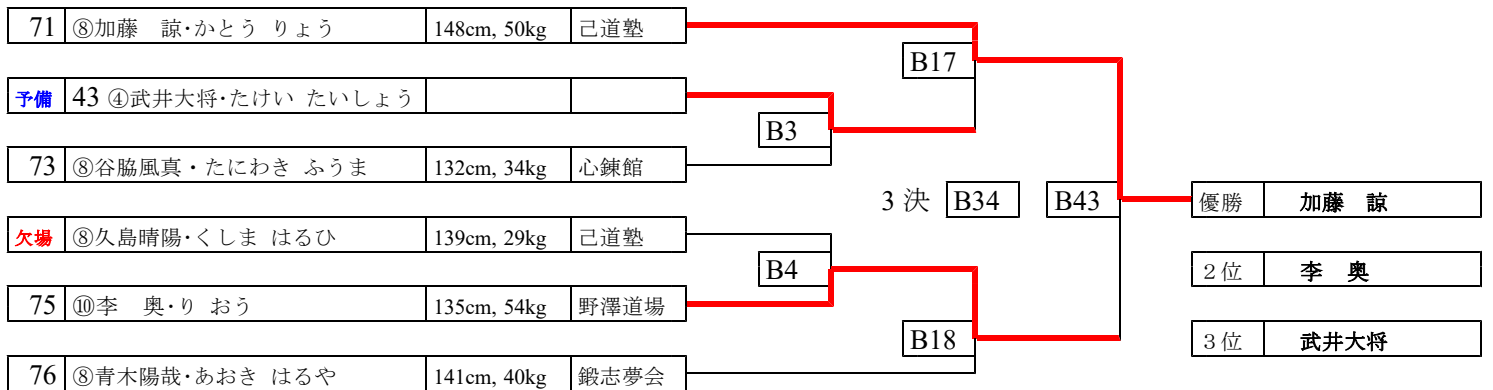 71 ⑧加藤　諒･かとう りょう 148cm, 50kg 己道塾
B17
予備 43 ④武井大将･たけい たいしょう
B3
73 ⑧谷脇風真・たにわき ふうま 132cm, 34kg 心錬館
3 決 B34 B43 優勝 加藤　諒
欠場 ⑧久島晴陽･くしま はるひ 139cm, 29kg 己道塾
B4 ２位 李　奥
75 ⑩李　奥･り おう 135cm, 54kg 野澤道場
B18 ３位 武井大将
76 ⑧青木陽哉･あおき はるや 141cm, 40kg 鍛志夢会